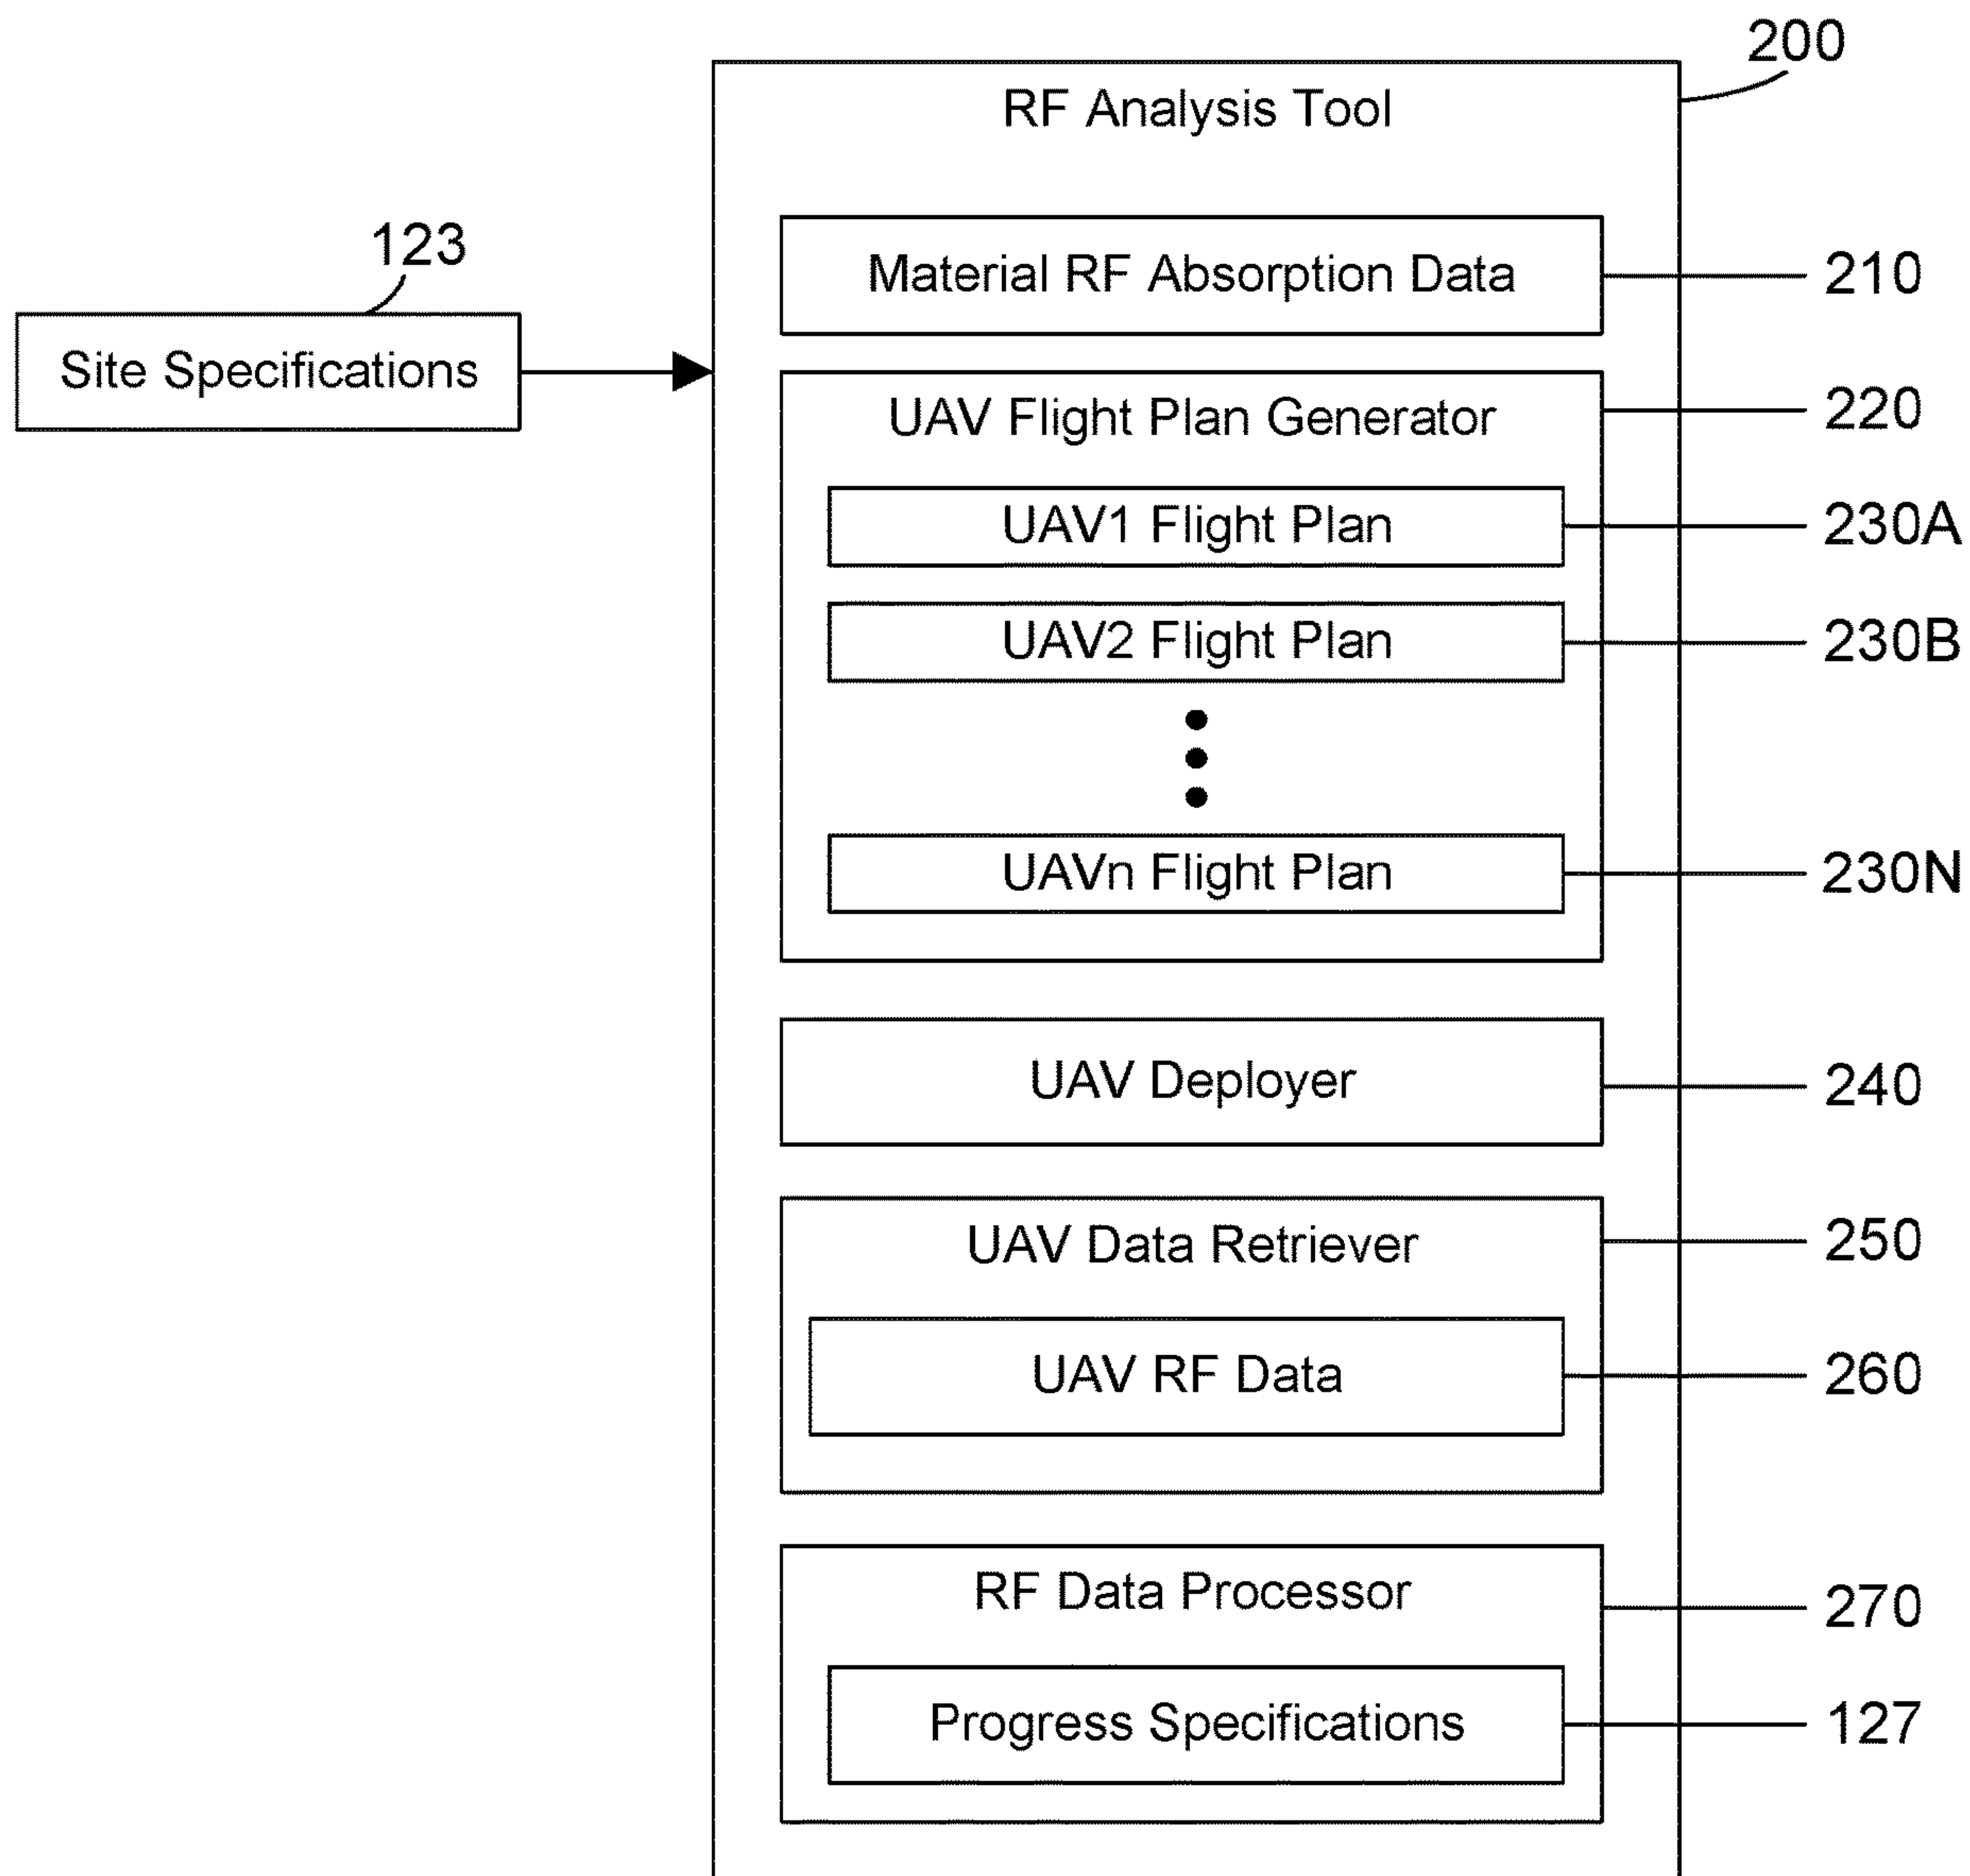 200
RF Analysis Tool
123
Site Specifications
Material RF Absorption Data
210
UAV Flight Plan Generator
220
UAV1 Flight Plan
230A
UAV2 Flight Plan
230B
UAVn Flight Plan
230N
UAV Deployer
240
UAV Data Retriever
250
UAV RF Data
260
RF Data Processor
270
Progress Specifications
127